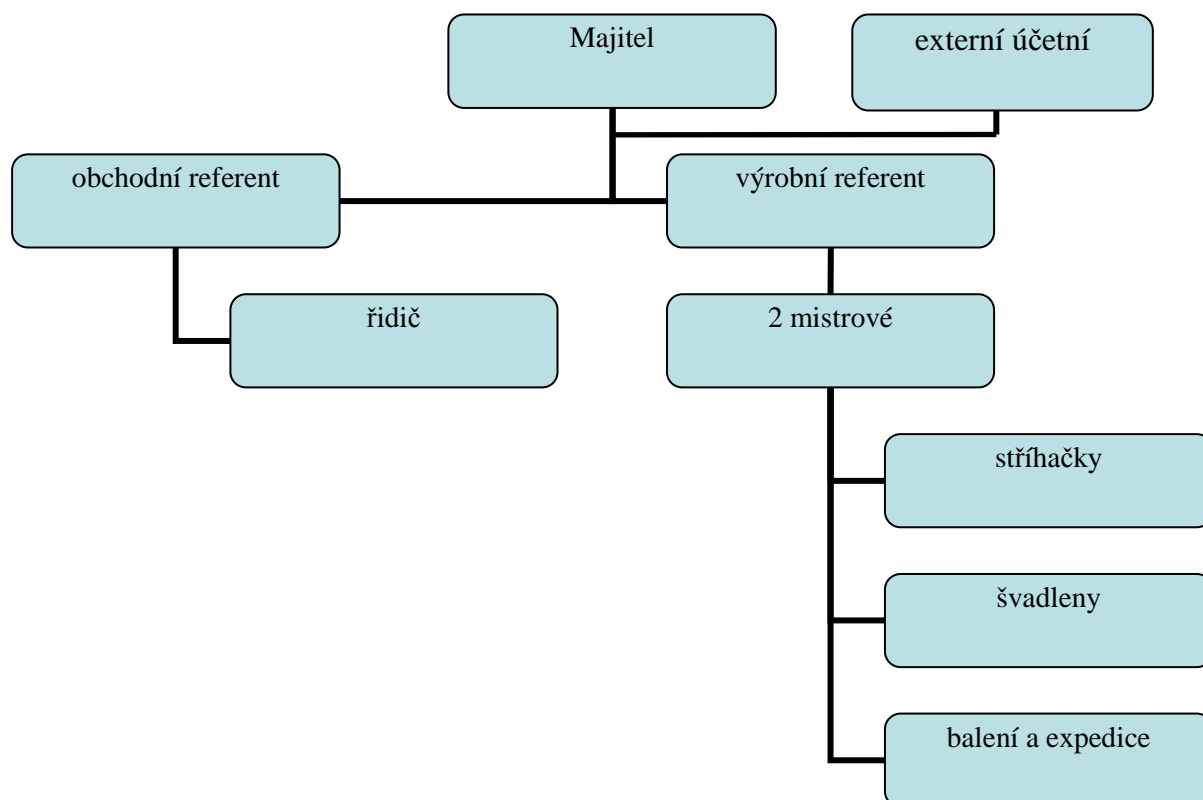 Majitel
externí účetní
obchodní referent
výrobní referent
řidič
2 mistrové
stříhačky
švadleny
balení a expedice